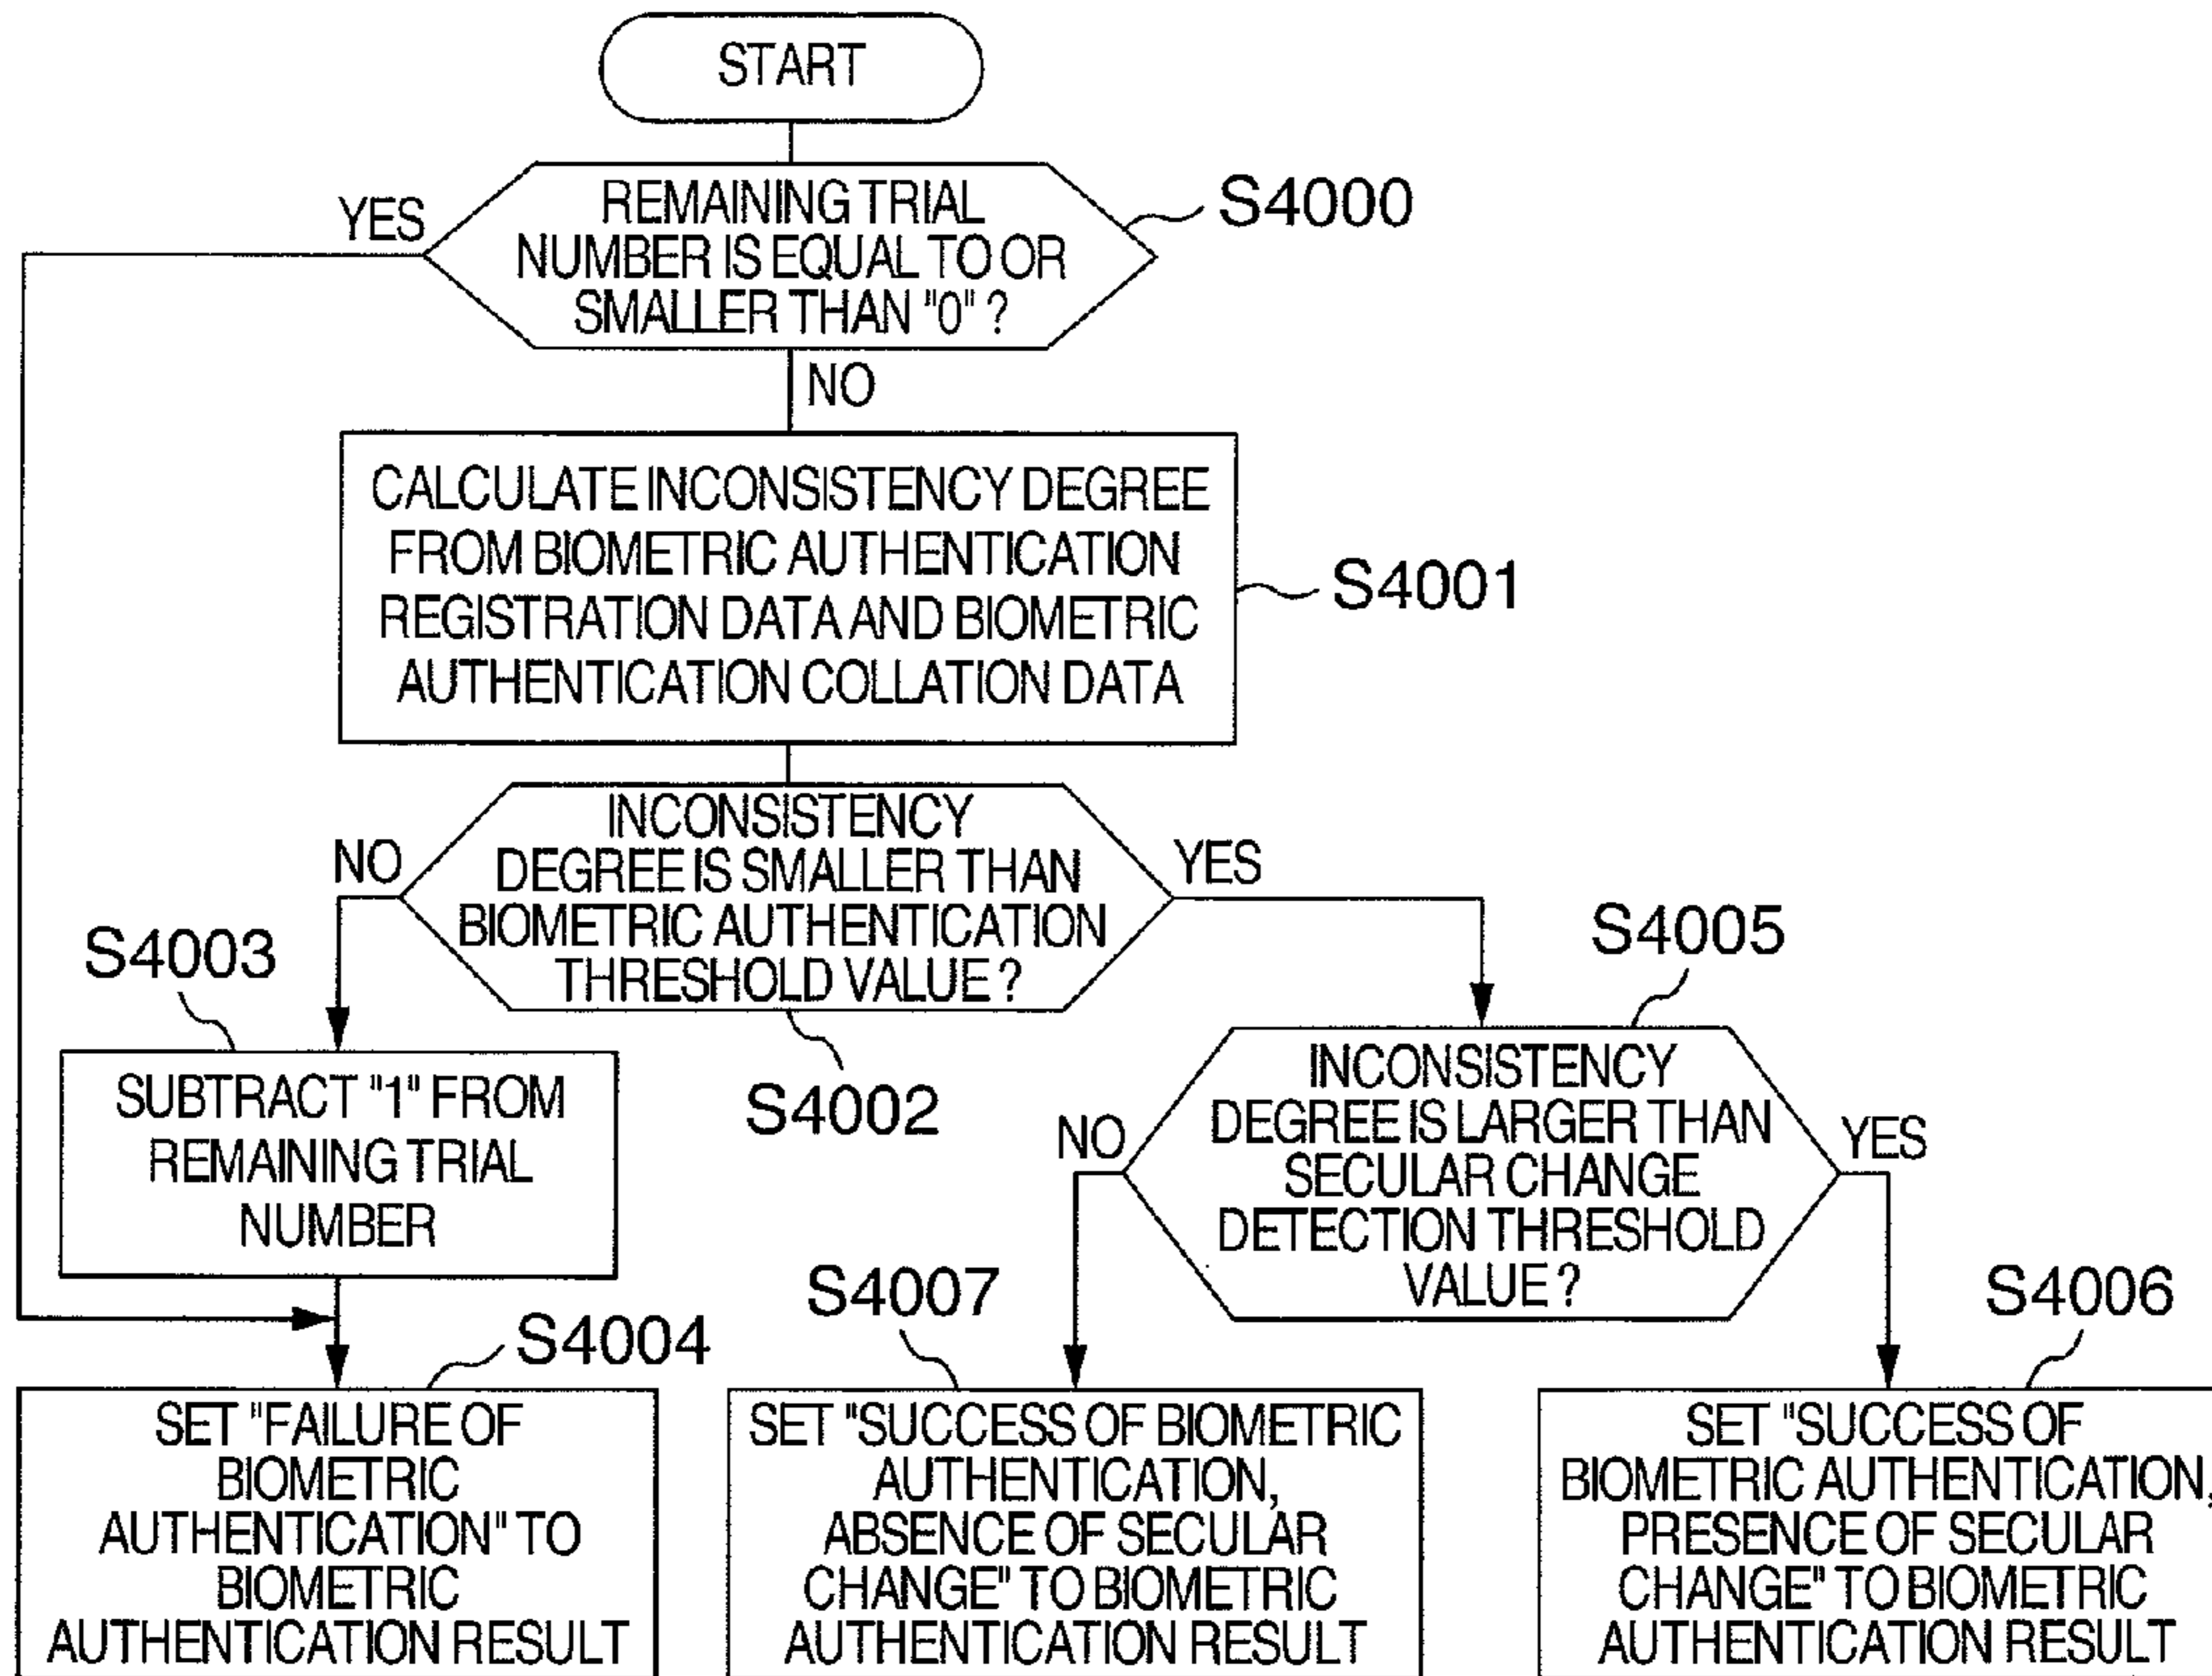 START
YES
REMAINING TRIAL
NUMBER IS EQUAL TO OR
SMALLER THAN "0" ?
S4000
NO
CALCULATE INCONSISTENCY DEGREE
FROM BIOMETRIC AUTHENTICATION
REGISTRATION DATA AND BIOMETRIC
AUTHENTICATION COLLATION DATA
S4001
NO
INCONSISTENCY
DEGREE IS SMALLER THAN
BIOMETRIC AUTHENTICATION
THRESHOLD VALUE ?
YES
S4002
S4003
SUBTRACT "1" FROM
REMAINING TRIAL
NUMBER
S4005
NO
INCONSISTENCY
DEGREE IS LARGER THAN
SECULAR CHANGE
DETECTION THRESHOLD
VALUE ?
YES
S4004
SET "FAILURE OF
BIOMETRIC
AUTHENTICATION" TO
BIOMETRIC
AUTHENTICATION RESULT
S4007
SET "SUCCESS OF BIOMETRIC
AUTHENTICATION,
ABSENCE OF SECULAR
CHANGE" TO BIOMETRIC
AUTHENTICATION RESULT
S4006
SET "SUCCESS OF
BIOMETRIC AUTHENTICATION,
PRESENCE OF SECULAR
CHANGE" TO BIOMETRIC
AUTHENTICATION RESULT